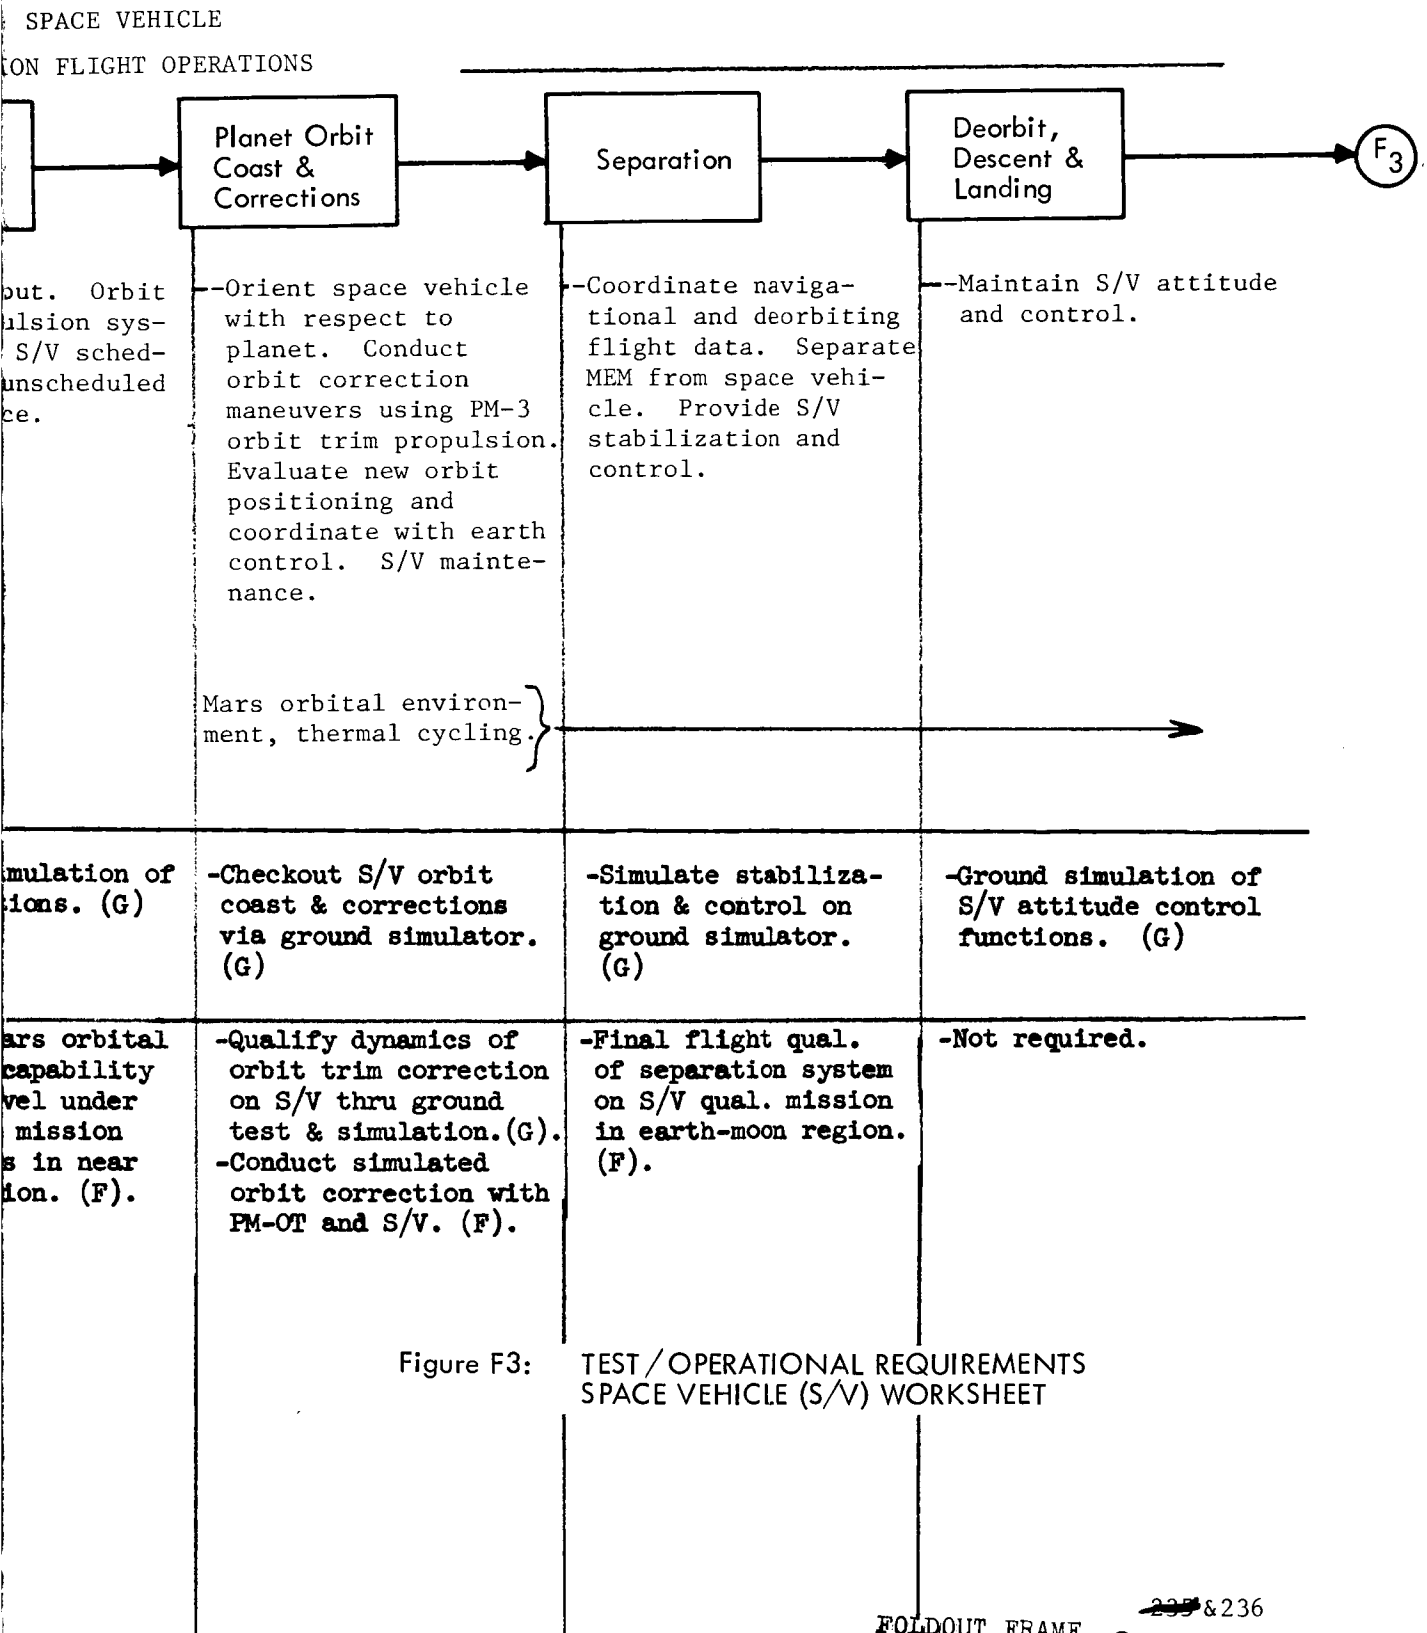 SPACE VEHICLE
ION FLIGHT OPERATIONS
Planet Orbit
Coast &
Corrections
Separation
Deorbit,
Descent &
Landing
F3
out. Orbit
ulsion sys-
S/V sched-
unscheduled
ce.
--Orient space vehicle
with respect to
planet. Conduct
orbit correction
maneuvers using PM-3
orbit trim propulsion.
Evaluate new orbit
positioning and
coordinate with earth
control. S/V mainte-
nance.
--Coordinate naviga-
tional and deorbiting
flight data. Separate
MEM from space vehi-
cle. Provide S/V
stabilization and
control.
--Maintain S/V attitude
and control.
Mars orbital environ-
ment, thermal cycling.
mulation of
ions. (G)
-Checkout S/V orbit
coast & corrections
via ground simulator.
(G)
-Simulate stabiliza-
tion & control on
ground simulator.
(G)
-Ground simulation of
S/V attitude control
functions. (G)
ars orbital
capability
vel under
mission
s in near
ion. (F).
-Qualify dynamics of
orbit trim correction
on S/V thru ground
test & simulation.(G).
-Conduct simulated
orbit correction with
PM-OT and S/V. (F).
-Final flight qual.
of separation system
on S/V qual. mission
in earth-moon region.
(F).
-Not required.
Figure F3: TEST/OPERATIONAL REQUIREMENTS
SPACE VEHICLE (S/V) WORKSHEET
&236
FOLDOUT FRAME